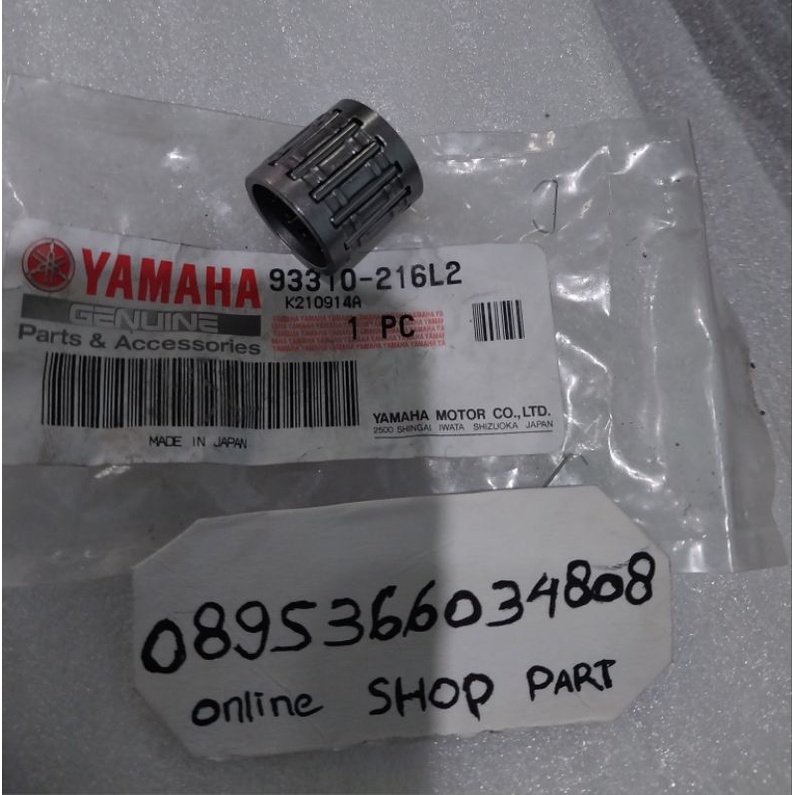 YAMAHA 93310-216L2
K210914A
GENUINE
Parts & Accessories
1 PC
YAMAHA MOTOR CO.,LTD.
2500 SHINGAI IWATA SHIZUOKA JAPAN
MADE IN JAPAN
0895366034808
online SHOP PART